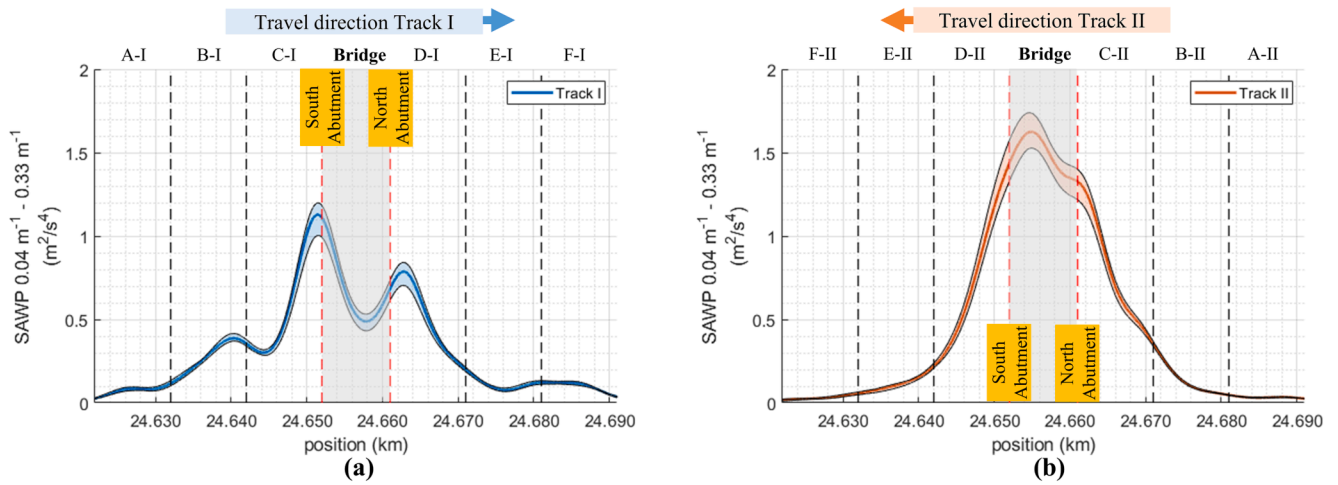 Travel direction Track I
A-I B-I C-I Bridge D-I E-I F-I
2
1.5
1
0.5
0
SAWP 0.04 m⁻¹ - 0.33 m⁻¹
(m²/s⁴)
South
Abutment
North
Abutment
Track I
24.630 24.640 24.650 24.660 24.670 24.680 24.690
position (km)
(a)
Travel direction Track II
F-II E-II D-II Bridge C-II B-II A-II
2
1.5
1
0.5
0
SAWP 0.04 m⁻¹ - 0.33 m⁻¹
(m²/s⁴)
Track II
South
Abutment
North
Abutment
24.630 24.640 24.650 24.660 24.670 24.680 24.690
position (km)
(b)